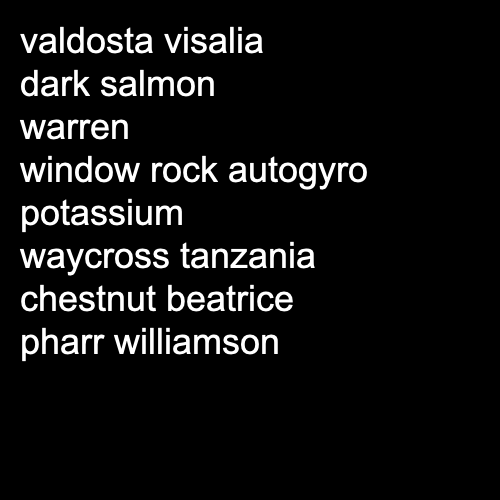 valdosta visalia
dark salmon
warren
window rock autogyro
potassium
waycross tanzania
chestnut beatrice
pharr williamson